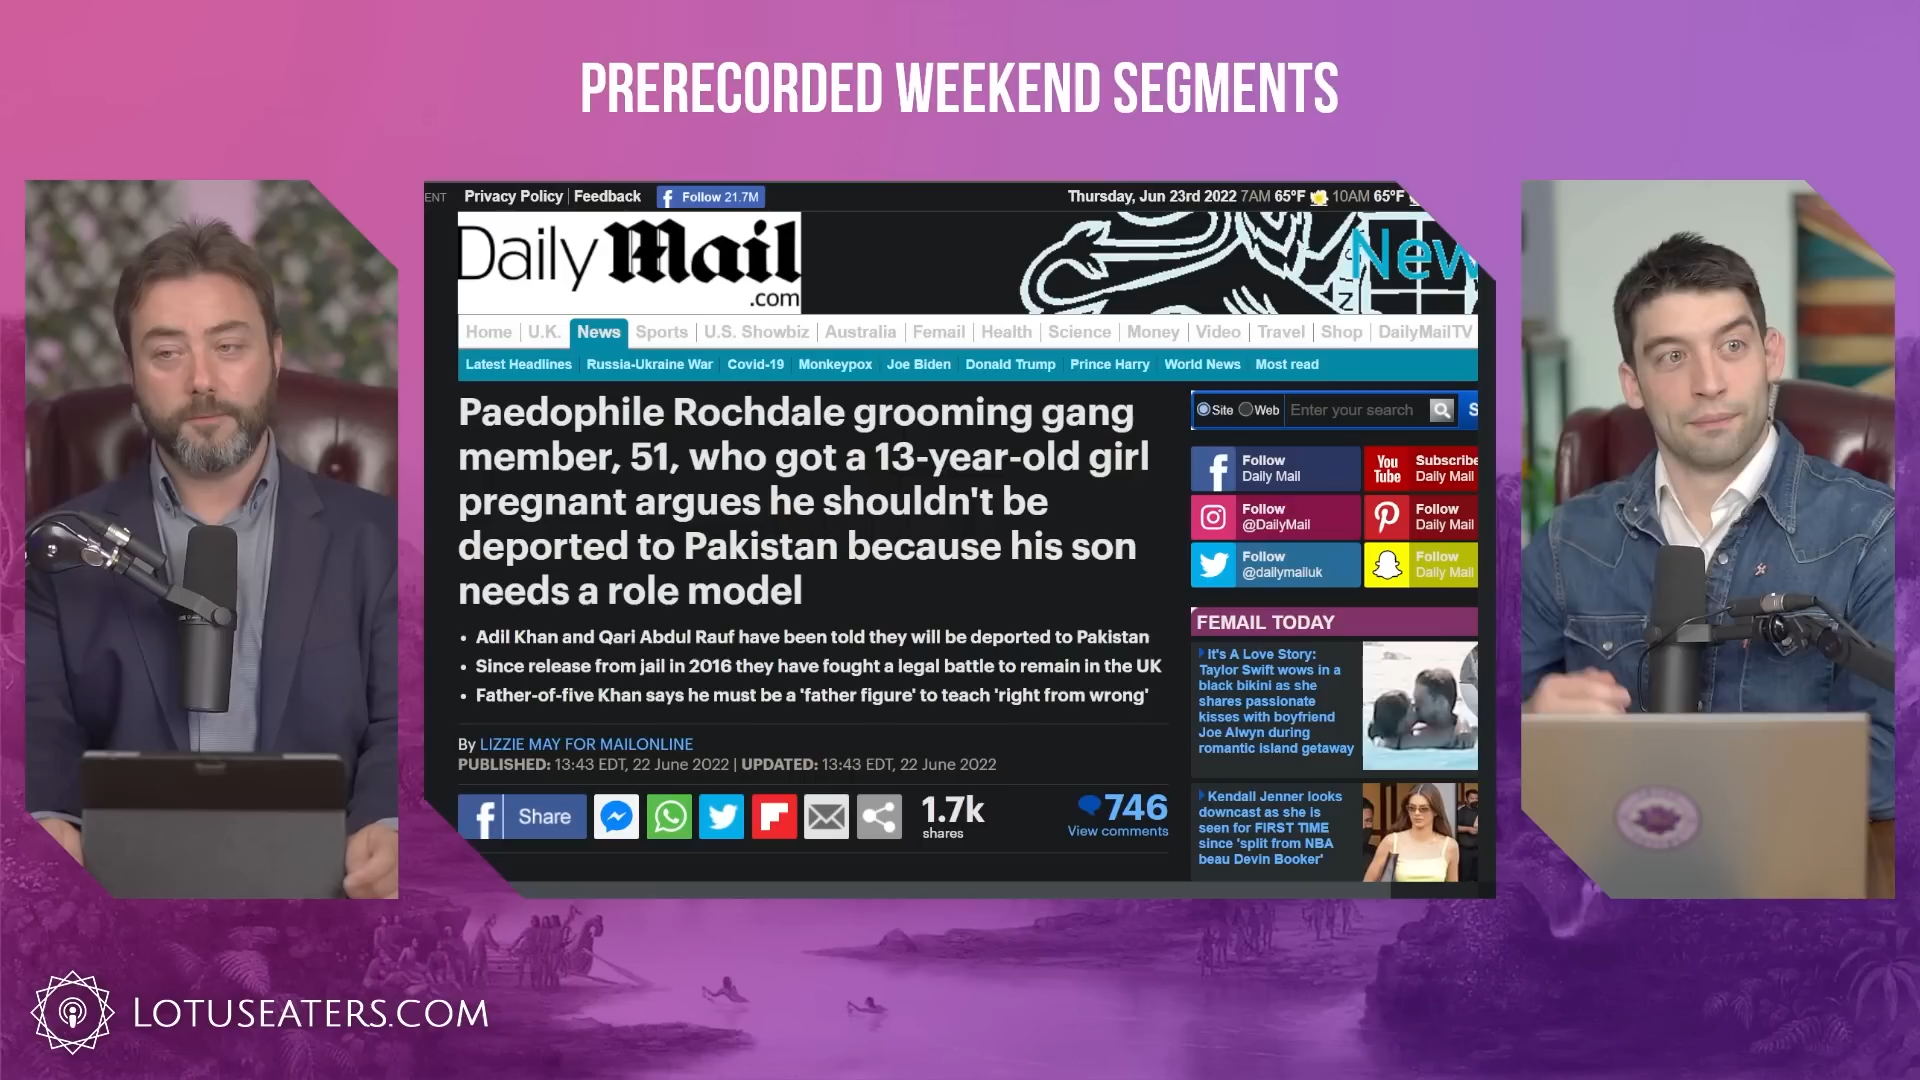 PRERECORDED WEEKEND SEGMENTS
ENT Privacy Policy Feedback Follow 21.7M
Thursday, Jun 23rd 2022 7AM 65°F 10AM 65°F
Daily Mail
.com
New
Home U.K. News Sports U.S. Showbiz Australia Femail Health Science Money Video Travel Shop DailyMailTV
Latest Headlines Russia-Ukraine War Covid-19 Monkeypox Joe Biden Donald Trump Prince Harry World News Most read
Paedophile Rochdale grooming gang
member, 51, who got a 13-year-old girl
pregnant argues he shouldn't be
deported to Pakistan because his son
needs a role model
• Adil Khan and Qari Abdul Rauf have been told they will be deported to Pakistan
• Since release from jail in 2016 they have fought a legal battle to remain in the UK
• Father-of-five Khan says he must be a 'father figure' to teach 'right from wrong'
By LIZZIE MAY FOR MAILONLINE
PUBLISHED: 13:43 EDT, 22 June 2022 | UPDATED: 13:43 EDT, 22 June 2022
Share
1.7k
shares
746
View comments
Site Web Enter your search S
Follow
Daily Mail
You
Tube
Subscribe
Daily Mail
Follow
@DailyMail
Follow
Daily Mail
Follow
@dailymailuk
Follow
Daily Mail
FEMAIL TODAY
It's A Love Story:
Taylor Swift wows in a
black bikini as she
shares passionate
kisses with boyfriend
Joe Alwyn during
romantic island getaway
Kendall Jenner looks
downcast as she is
seen for FIRST TIME
since 'split from NBA
beau Devin Booker'
LOTUSEATERS.COM